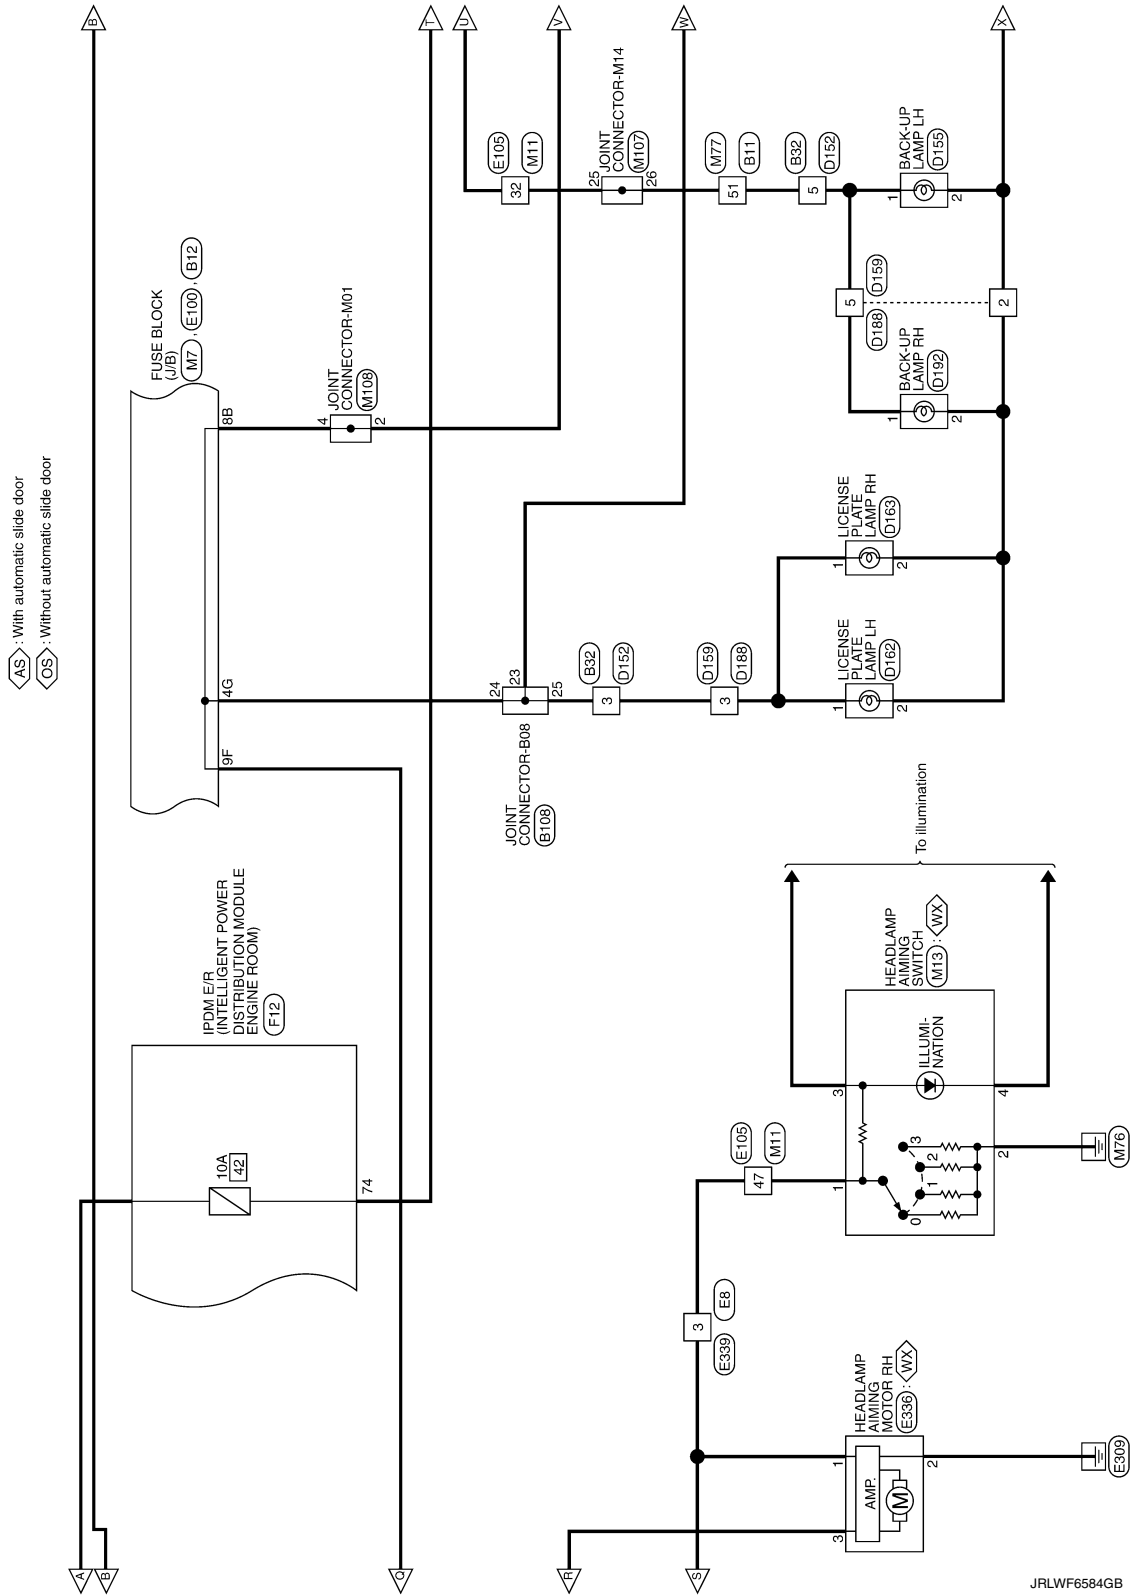 AS : With automatic slide door
OS : Without automatic slide door
A
B
Q
R
S
B
T
U
V
W
X
IPDM E/R
(INTELLIGENT POWER
DISTRIBUTION MODULE
ENGINE ROOM)
F12
10A
42
74
FUSE BLOCK
(J/B)
M7 , E100 , B12
9F
4G
8B
JOINT
CONNECTOR-M01
M108
4
2
JOINT
CONNECTOR-B08
B108
24
23
25
B32
3
D152
D159
3
D188
LICENSE
PLATE
LAMP LH
D162
1
2
LICENSE
PLATE
LAMP RH
D163
1
2
E105
32
M11
JOINT
CONNECTOR-M14
M107
25
26
M77
51
B11
B32
5
D152
BACK-UP
LAMP LH
D155
1
2
D188
5
D159
2
BACK-UP
LAMP RH
D192
1
2
HEADLAMP
AIMING
MOTOR RH
E336 : WX
3
1
AMP.
M
2
E309
E339
3
E8
E105
47
M11
HEADLAMP
AIMING
SWITCH
M13 : WX
1
3
0
1
2
3
ILLUMI-
NATION
2
4
M76
To illumination
JRLWF6584GB